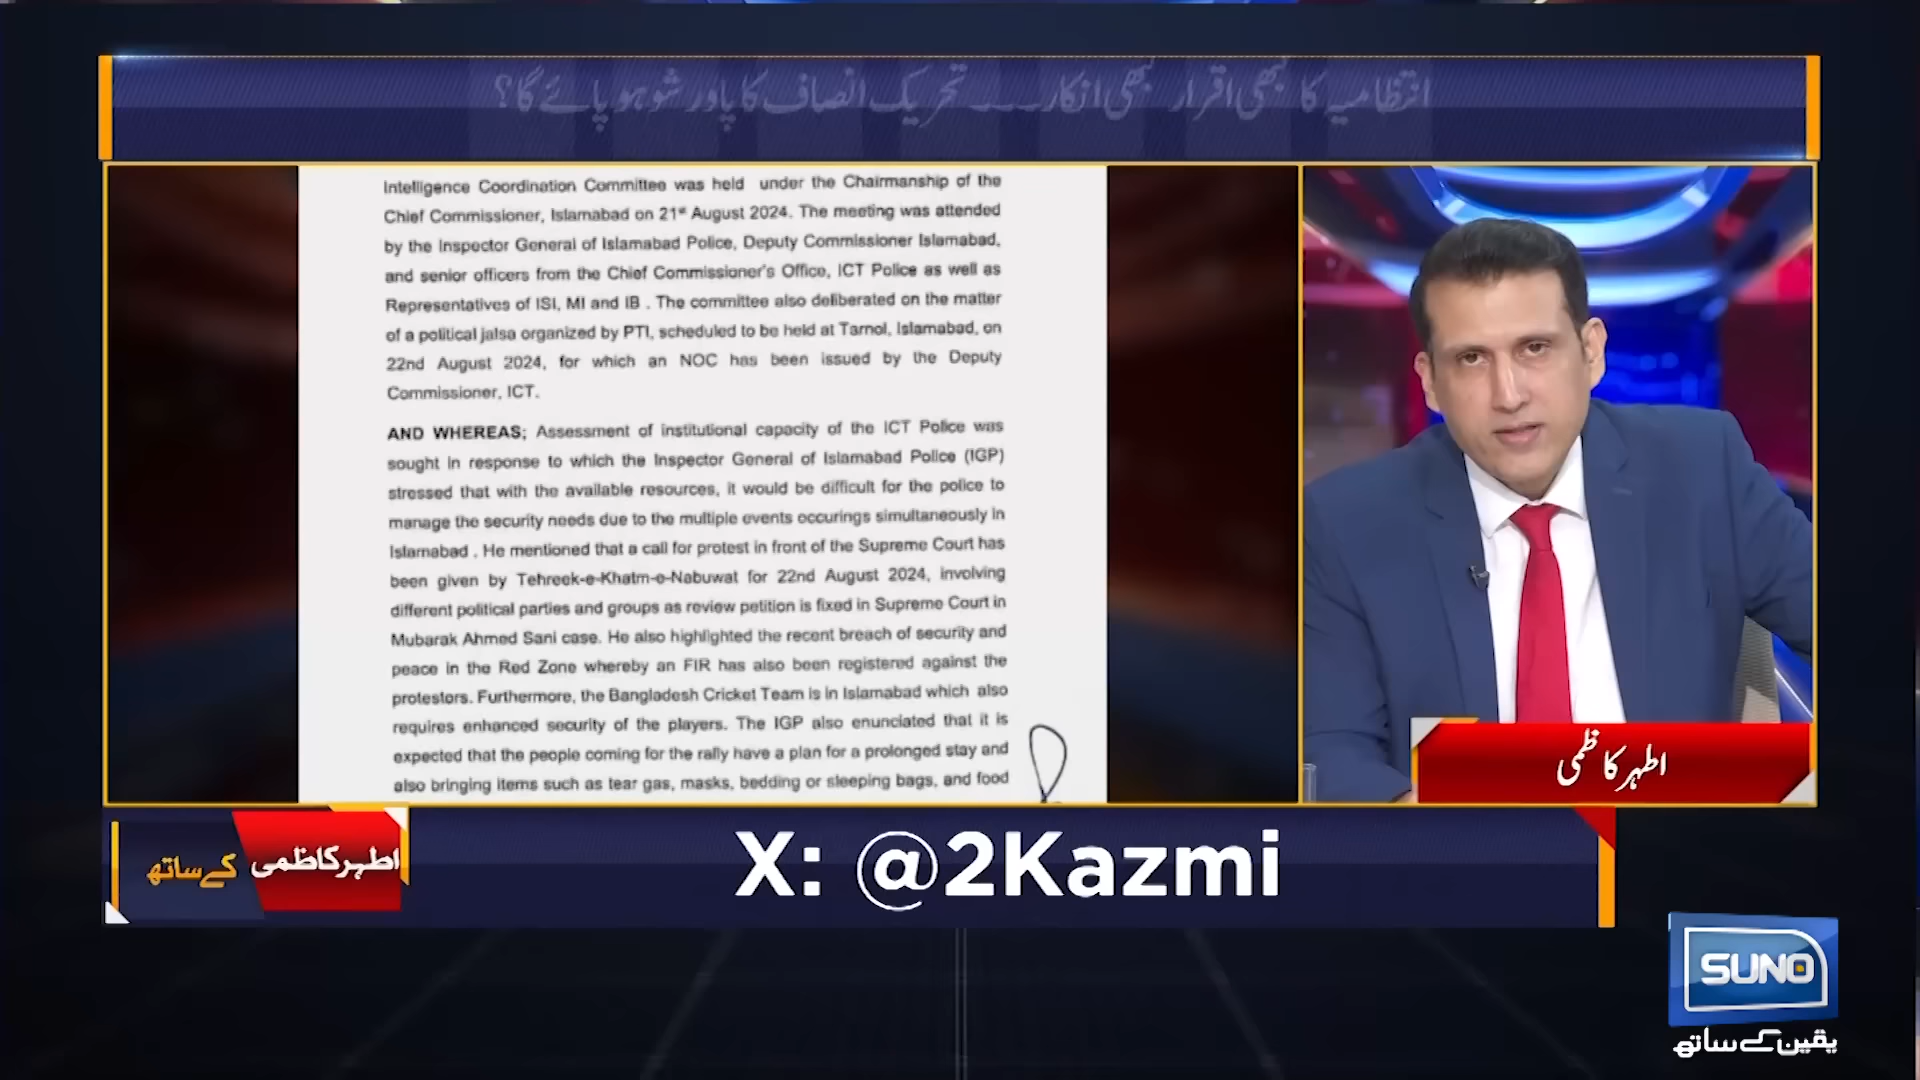 انتظامیہ کا کبھی اقرار کبھی انکار۔۔۔ تحریک انصاف کا پاور شو ہو پائے گا؟
Intelligence Coordination Committee was held under the Chairmanship of the
Chief Commissioner, Islamabad on 21st August 2024. The meeting was attended
by the Inspector General of Islamabad Police, Deputy Commissioner Islamabad,
and senior officers from the Chief Commissioner's Office, ICT Police as well as
Representatives of ISI, MI and IB . The committee also deliberated on the matter
of a political jalsa organized by PTI, scheduled to be held at Tarnol, Islamabad, on
22nd August 2024, for which an NOC has been issued by the Deputy
Commissioner, ICT.
AND WHEREAS; Assessment of institutional capacity of the ICT Police was
sought in response to which the Inspector General of Islamabad Police (IGP)
stressed that with the available resources, it would be difficult for the police to
manage the security needs due to the multiple events occurings simultaneously in
Islamabad . He mentioned that a call for protest in front of the Supreme Court has
been given by Tehreek-e-Khatm-e-Nabuwat for 22nd August 2024, involving
different political parties and groups as review petition is fixed in Supreme Court in
Mubarak Ahmed Sani case. He also highlighted the recent breach of security and
peace in the Red Zone whereby an FIR has also been registered against the
protestors. Furthermore, the Bangladesh Cricket Team is in Islamabad which also
requires enhanced security of the players. The IGP also enunciated that it is
expected that the people coming for the rally have a plan for a prolonged stay and
also bringing items such as tear gas, masks, bedding or sleeping bags, and food
اطہر کاظمی
اطہر کاظمی کے ساتھ
X: @2Kazmi
SUNO
یقین کے ساتھ